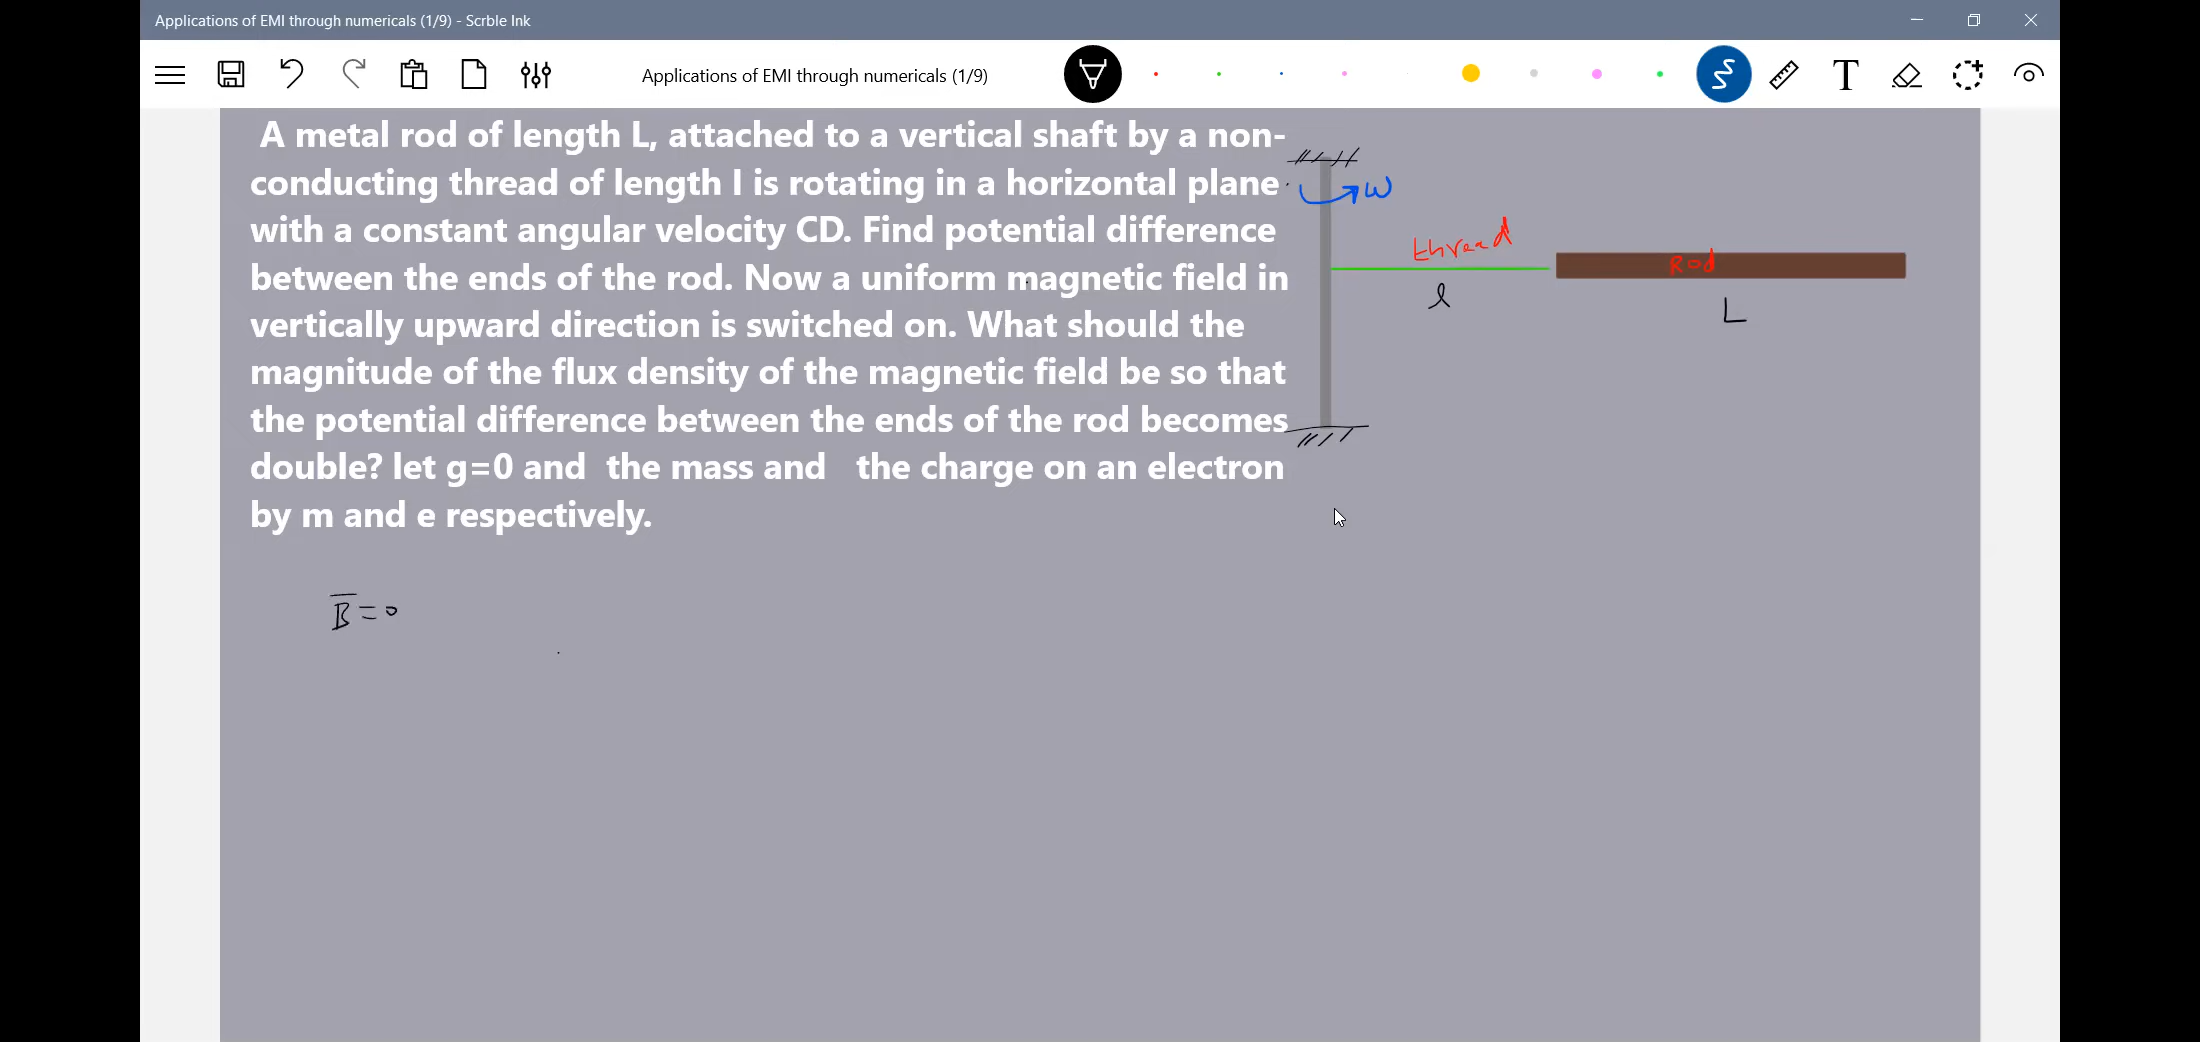 Applications of EMI through numericals (1/9) - Scrble Ink
Applications of EMI through numericals (1/9)
T
A metal rod of length L, attached to a vertical shaft by a non-
conducting thread of length I is rotating in a horizontal plane
with a constant angular velocity CD. Find potential difference
between the ends of the rod. Now a uniform magnetic field in
vertically upward direction is switched on. What should the
magnitude of the flux density of the magnetic field be so that
the potential difference between the ends of the rod becomes
double? let g=0 and the mass and the charge on an electron
by m and e respectively.
ω
thread
Rod
l
L
B̅=0